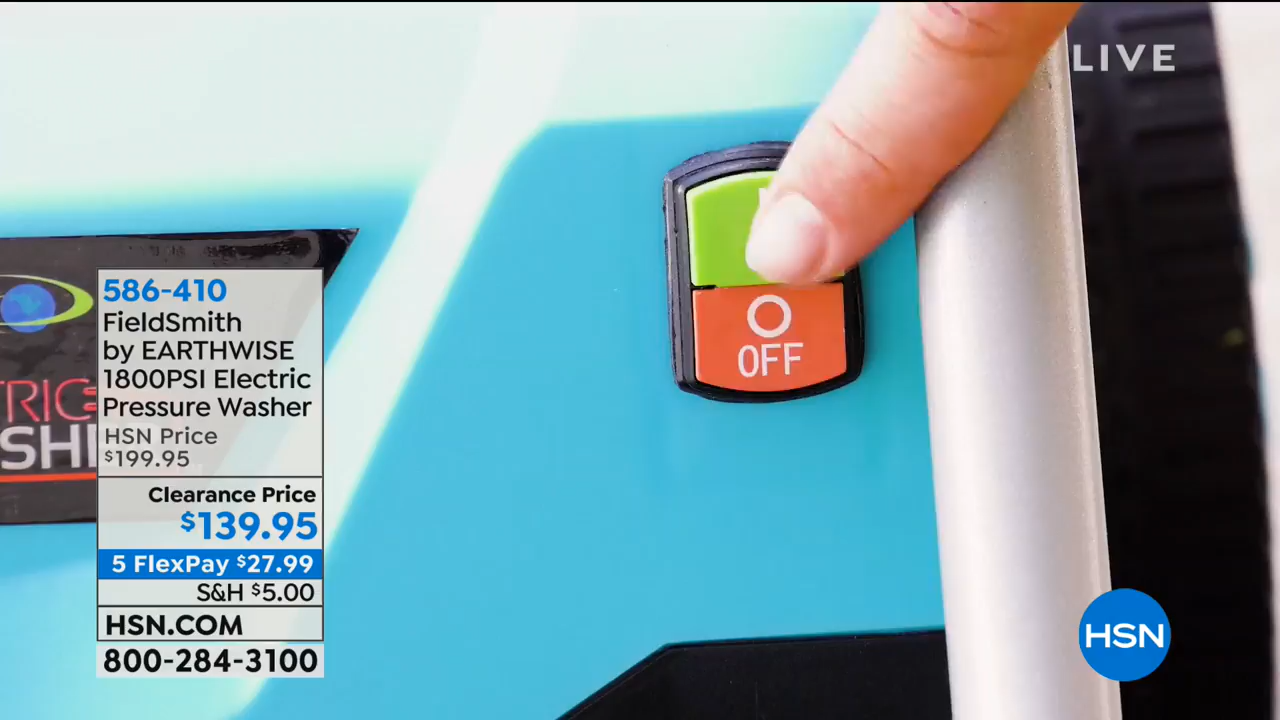 LIVE
586-410
FieldSmith
by EARTHWISE
1800PSI Electric
Pressure Washer
HSN Price
$199.95
Clearance Price
$139.95
5 FlexPay $27.99
S&H $5.00
HSN.COM
800-284-3100
OFF
HSN